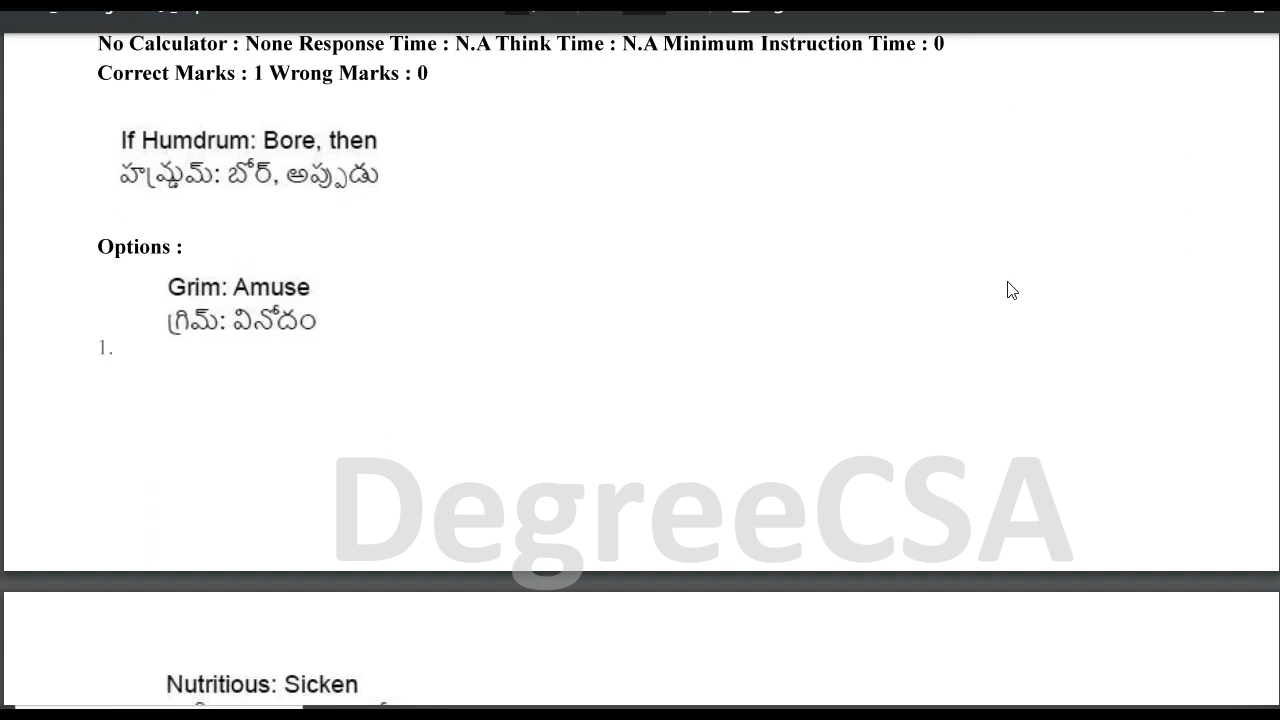 No Calculator : None Response Time : N.A Think Time : N.A Minimum Instruction Time : 0
Correct Marks : 1 Wrong Marks : 0
If Humdrum: Bore, then
హమ్డ్రమ్: బోర్, అప్పుడు
Options :
Grim: Amuse
గ్రిమ్: వినోదం
1.
DegreeCSA
Nutritious: Sicken